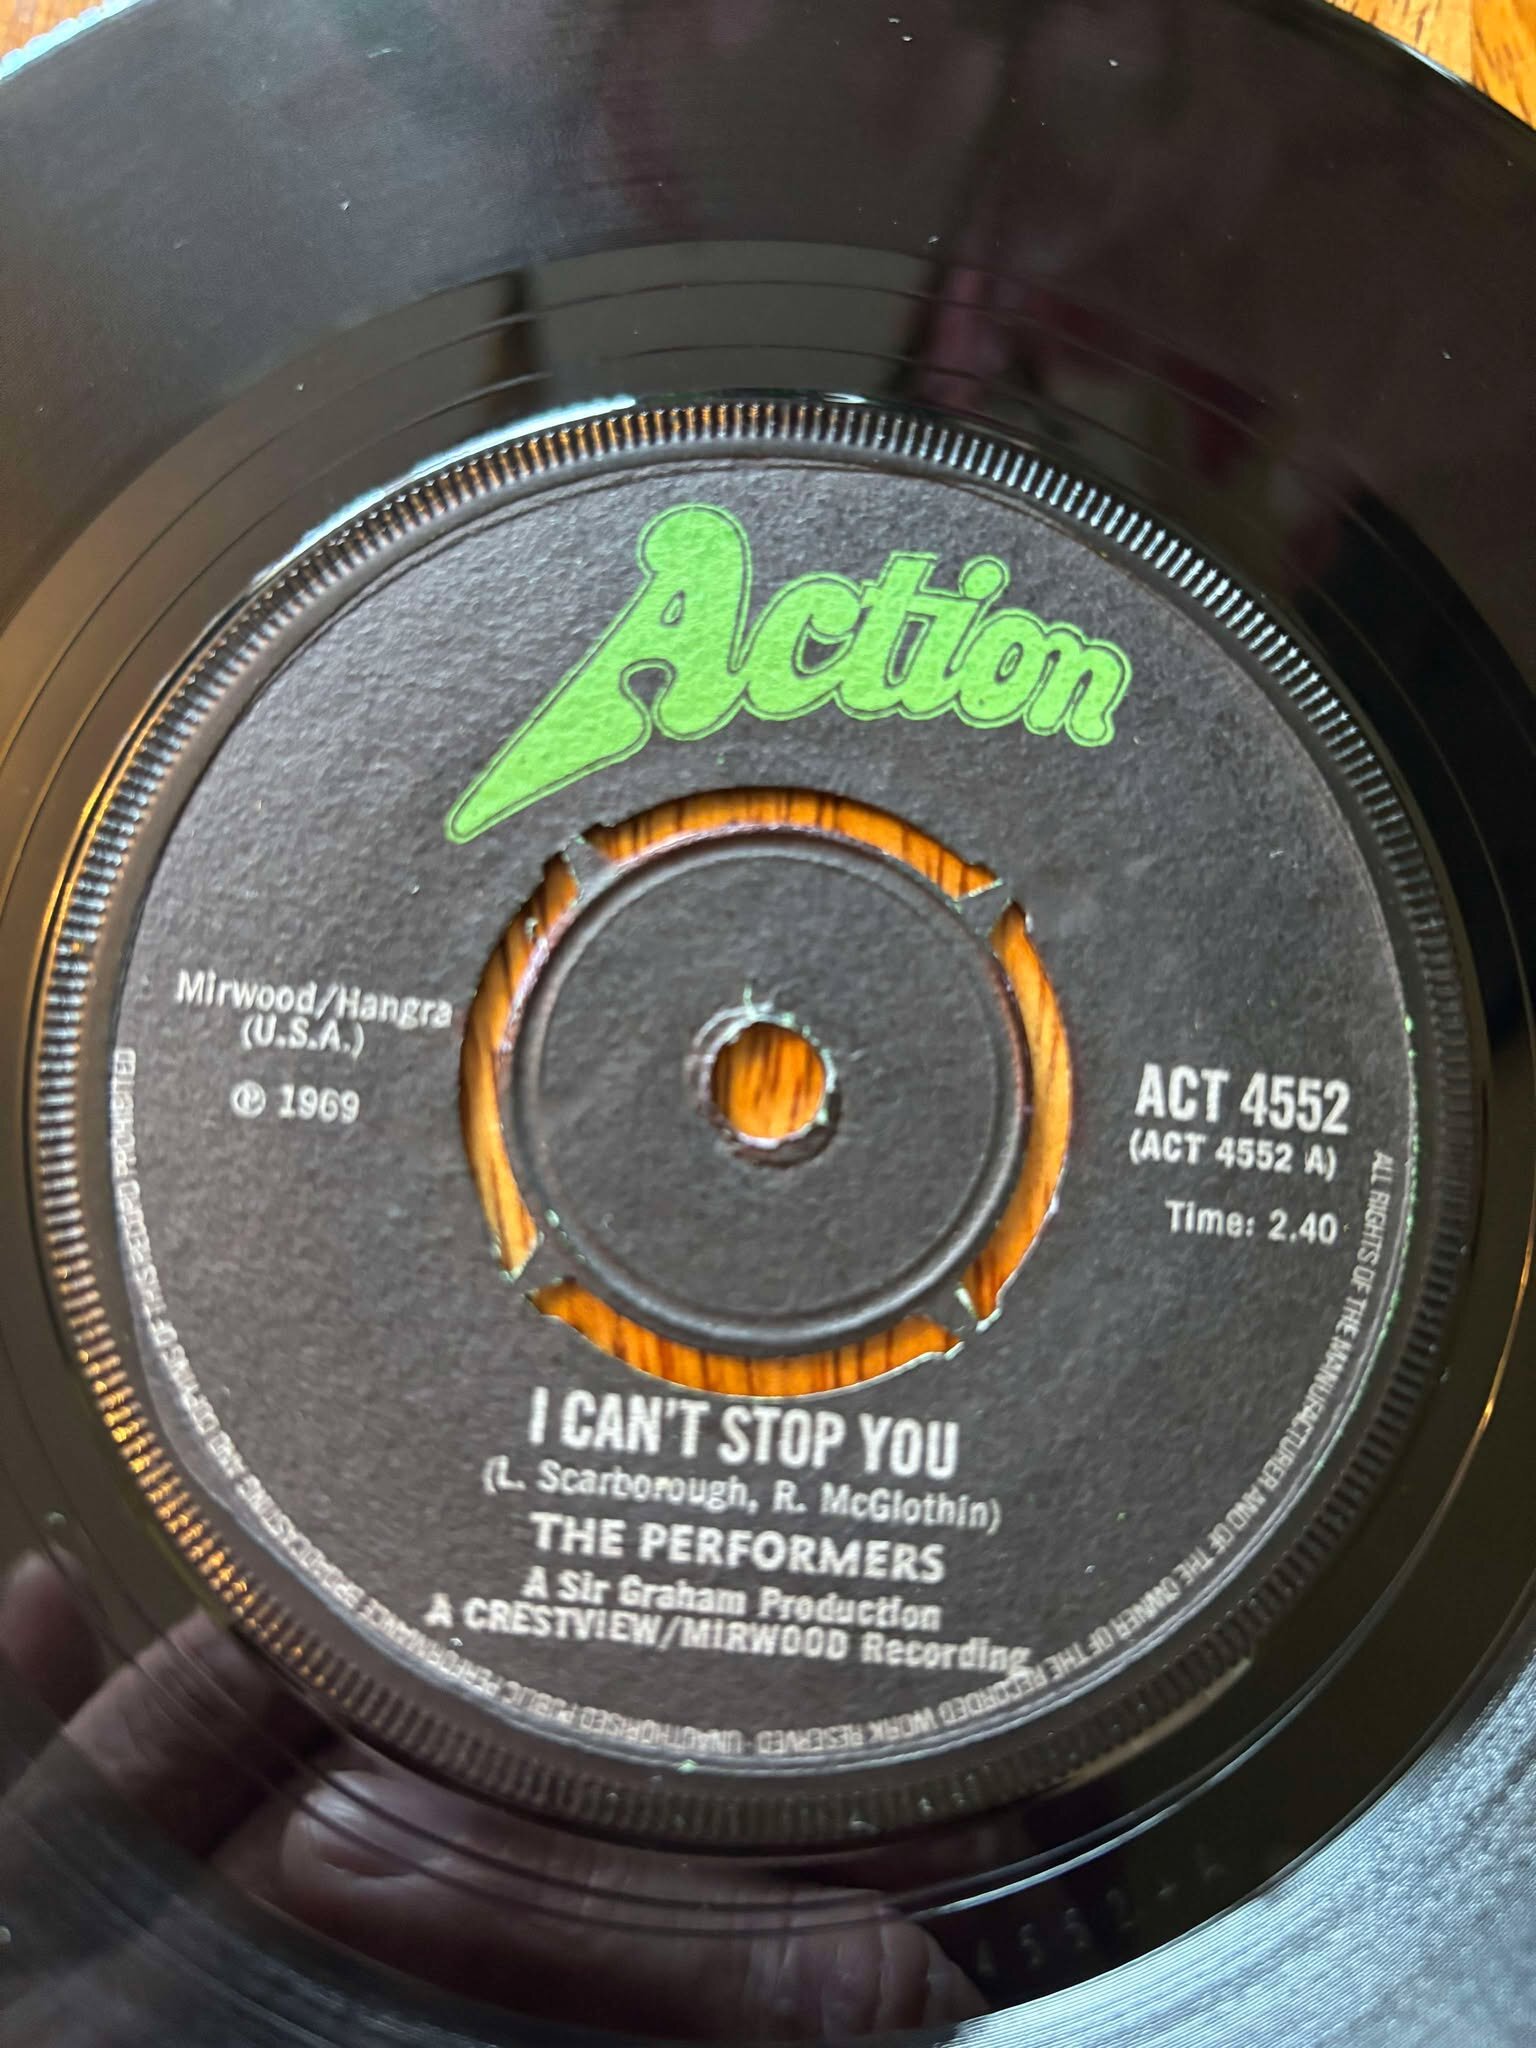 Action
Mirwood/Hangra
(U.S.A.)
℗ 1969
ACT 4552
(ACT 4552 A)
Time: 2.40
I CAN'T STOP YOU
(L. Scarborough, R. McGlothin)
THE PERFORMERS
A Sir Graham Production
A CRESTVIEW/MIRWOOD Recording
ALL RIGHTS OF THE MANUFACTURER AND OF THE OWNER OF THE RECORDED WORK RESERVED · UNAUTHORISED PUBLIC PERFORMANCE BROADCASTING AND COPYING OF THIS RECORD PROHIBITED
4552 - A